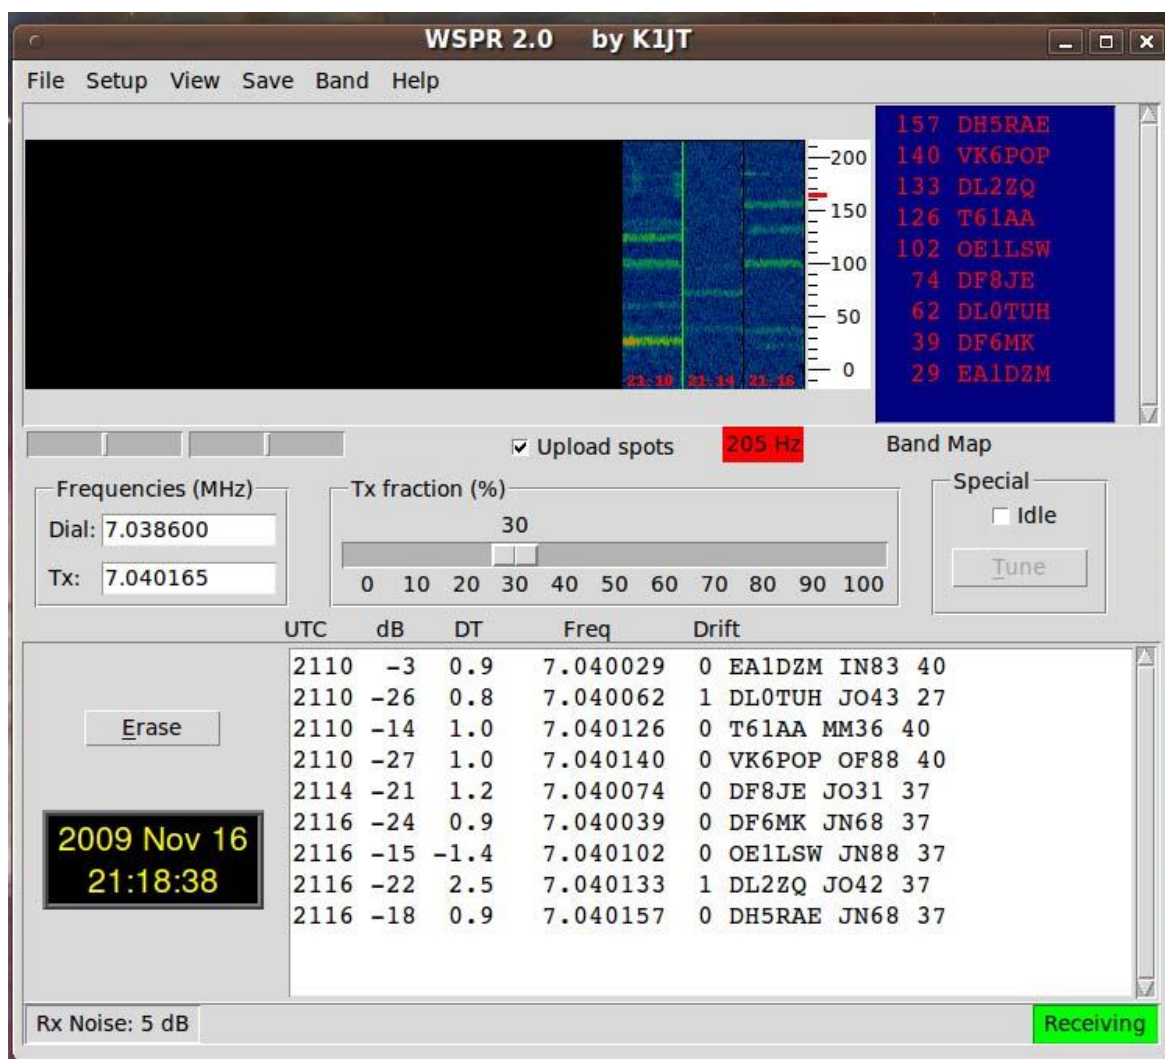 WSPR 2.0 by K1JT
File Setup View Save Band Help
200
150
100
50
0
21:10 21:14 21:16
157 DH5RAE
140 VK6POP
133 DL2ZQ
126 T61AA
102 OE1LSW
74 DF8JE
62 DL0TUH
39 DF6MK
29 EA1DZM
Upload spots 205 Hz Band Map
Frequencies (MHz)
Dial: 7.038600
Tx: 7.040165
Tx fraction (%)
30
0 10 20 30 40 50 60 70 80 90 100
Special
Idle
Tune
UTC dB DT Freq Drift
2110 -3 0.9 7.040029 0 EA1DZM IN83 40
2110 -26 0.8 7.040062 1 DL0TUH JO43 27
2110 -14 1.0 7.040126 0 T61AA MM36 40
2110 -27 1.0 7.040140 0 VK6POP OF88 40
2114 -21 1.2 7.040074 0 DF8JE JO31 37
2116 -24 0.9 7.040039 0 DF6MK JN68 37
2116 -15 -1.4 7.040102 0 OE1LSW JN88 37
2116 -22 2.5 7.040133 1 DL2ZQ JO42 37
2116 -18 0.9 7.040157 0 DH5RAE JN68 37
Erase
2009 Nov 16
21:18:38
Rx Noise: 5 dB
Receiving